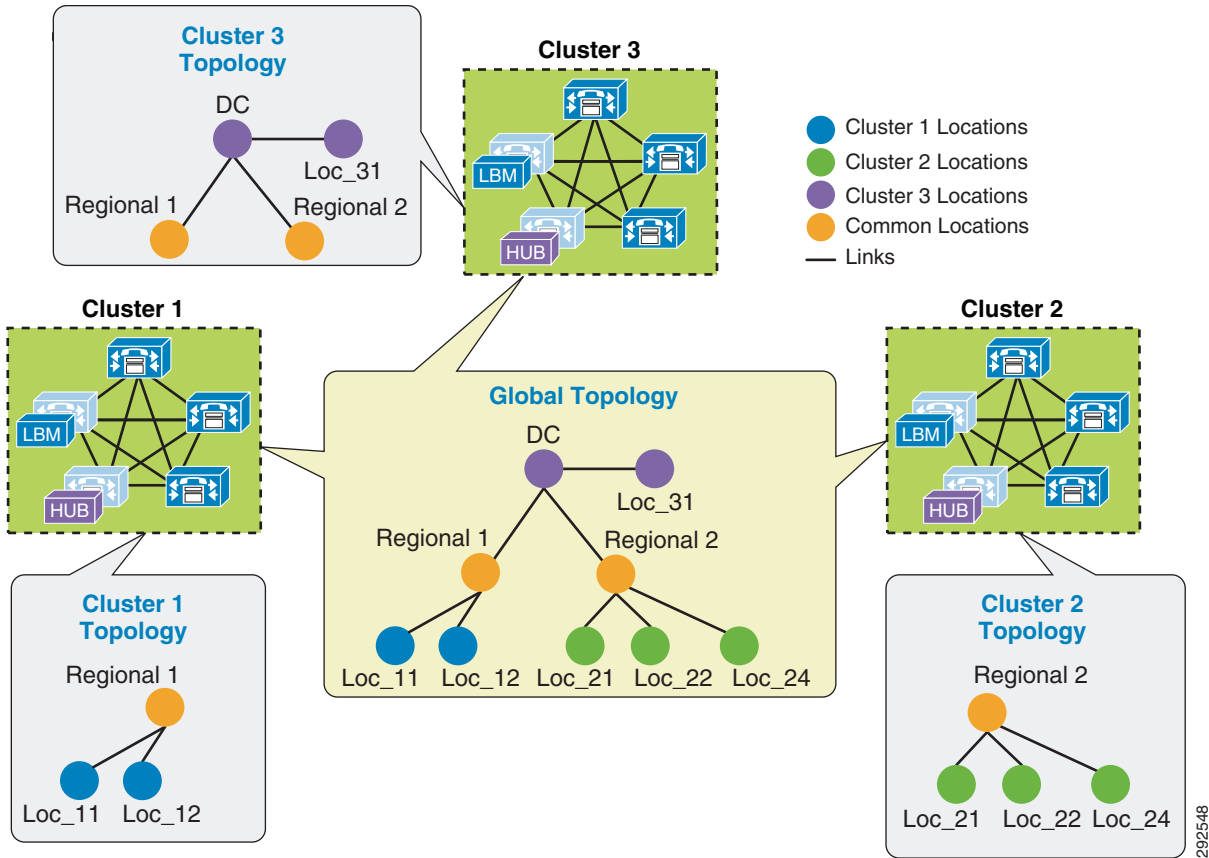 Cluster 3
Topology
DC
Loc_31
Regional 1
Regional 2
Cluster 3
LBM
HUB
Cluster 1 Locations
Cluster 2 Locations
Cluster 3 Locations
Common Locations
Links
Cluster 1
LBM
HUB
Cluster 2
LBM
HUB
Global Topology
DC
Loc_31
Regional 1
Regional 2
Loc_11
Loc_12
Loc_21
Loc_22
Loc_24
Cluster 1
Topology
Regional 1
Loc_11
Loc_12
Cluster 2
Topology
Regional 2
Loc_21
Loc_22
Loc_24
292548